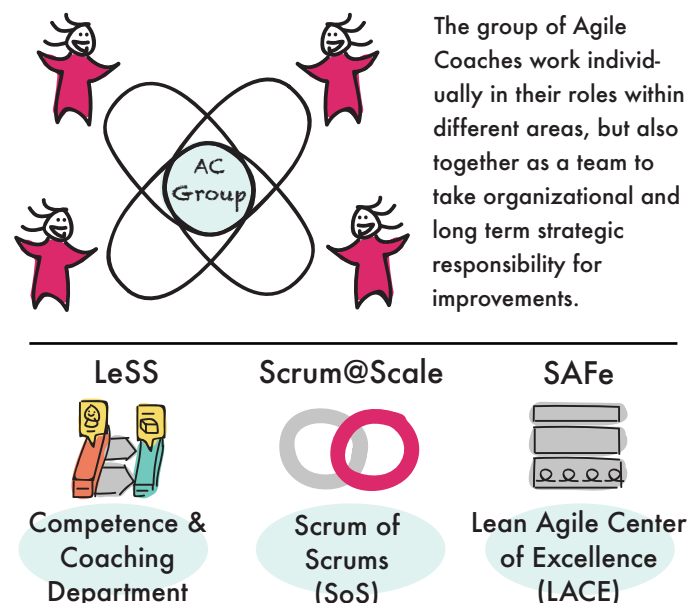 The group of Agile
Coaches work individ-
ually in their roles within
different areas, but also
together as a team to
take organizational and
long term strategic
responsibility for
improvements.
AC
Group
LeSS
Scrum@Scale
SAFe
Competence &
Coaching
Department
Scrum of
Scrums
(SoS)
Lean Agile Center
of Excellence
(LACE)